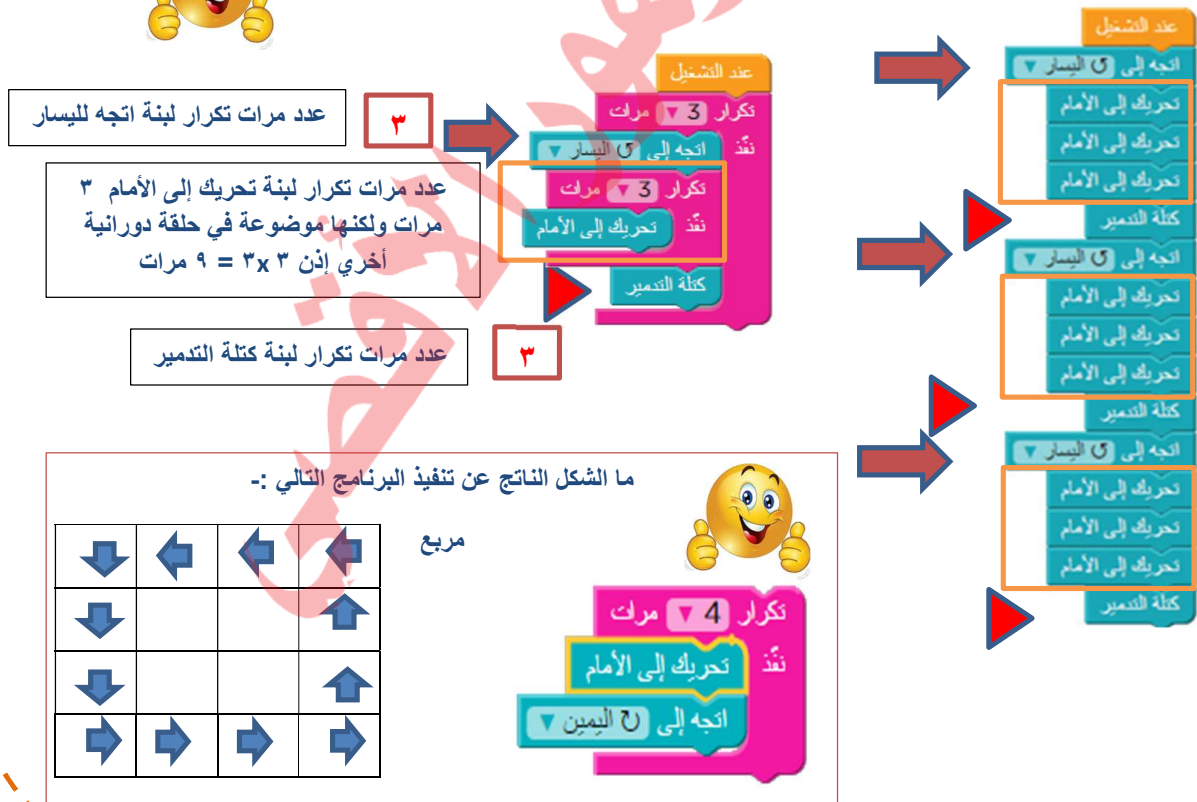 عند التشغيل
تكرار 3 مرات
نفّذ
اتجه إلى اليسار
تكرار 3 مرات
نفّذ
تحريك إلى الأمام
كتلة التدمير
٣
عدد مرات تكرار لبنة اتجه لليسار
عدد مرات تكرار لبنة تحريك إلى الأمام ٣
مرات ولكنها موضوعة في حلقة دورانية
أخري إذن ٣ x٣ = ٩ مرات
٣
عدد مرات تكرار لبنة كتلة التدمير
عند التشغيل
اتجه إلى اليسار
تحريك إلى الأمام
تحريك إلى الأمام
تحريك إلى الأمام
كتلة التدمير
اتجه إلى اليسار
تحريك إلى الأمام
تحريك إلى الأمام
تحريك إلى الأمام
كتلة التدمير
اتجه إلى اليسار
تحريك إلى الأمام
تحريك إلى الأمام
تحريك إلى الأمام
كتلة التدمير
ما الشكل الناتج عن تنفيذ البرنامج التالي :-
مربع
تكرار 4 مرات
نفّذ
تحريك إلى الأمام
اتجه إلى اليمين